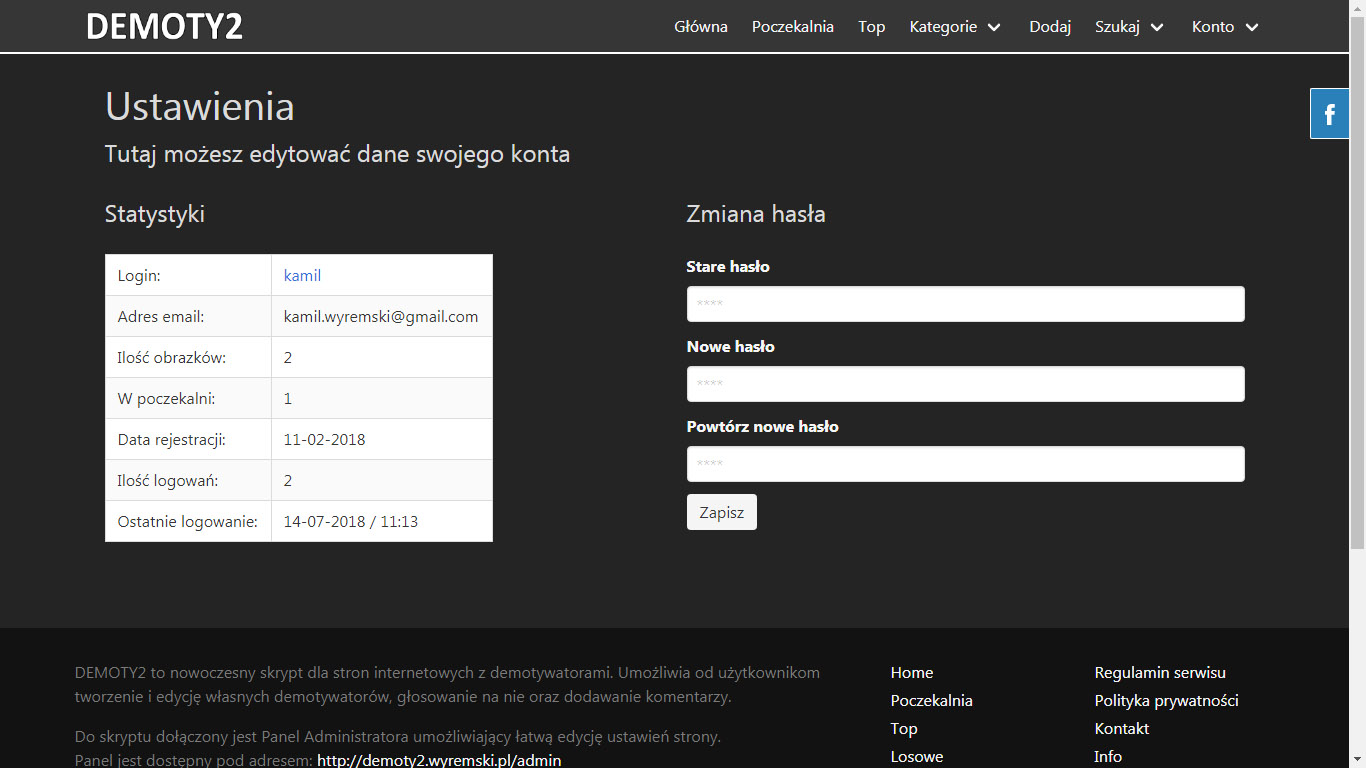 DEMOTY2
Główna Poczekalnia Top Kategorie Dodaj Szukaj Konto
Ustawienia
Tutaj możesz edytować dane swojego konta
Statystyki
Login: kamil
Adres email: kamil.wyremski@gmail.com
Ilość obrazków: 2
W poczekalni: 1
Data rejestracji: 11-02-2018
Ilość logowań: 2
Ostatnie logowanie: 14-07-2018 / 11:13
Zmiana hasła
Stare hasło
****
Nowe hasło
****
Powtórz nowe hasło
****
Zapisz
f
DEMOTY2 to nowoczesny skrypt dla stron internetowych z demotywatorami. Umożliwia od użytkownikom
tworzenie i edycję własnych demotywatorów, głosowanie na nie oraz dodawanie komentarzy.
Do skryptu dołączony jest Panel Administratora umożliwiający łatwą edycję ustawień strony.
Panel jest dostępny pod adresem: http://demoty2.wyremski.pl/admin
Home
Poczekalnia
Top
Losowe
Regulamin serwisu
Polityka prywatności
Kontakt
Info